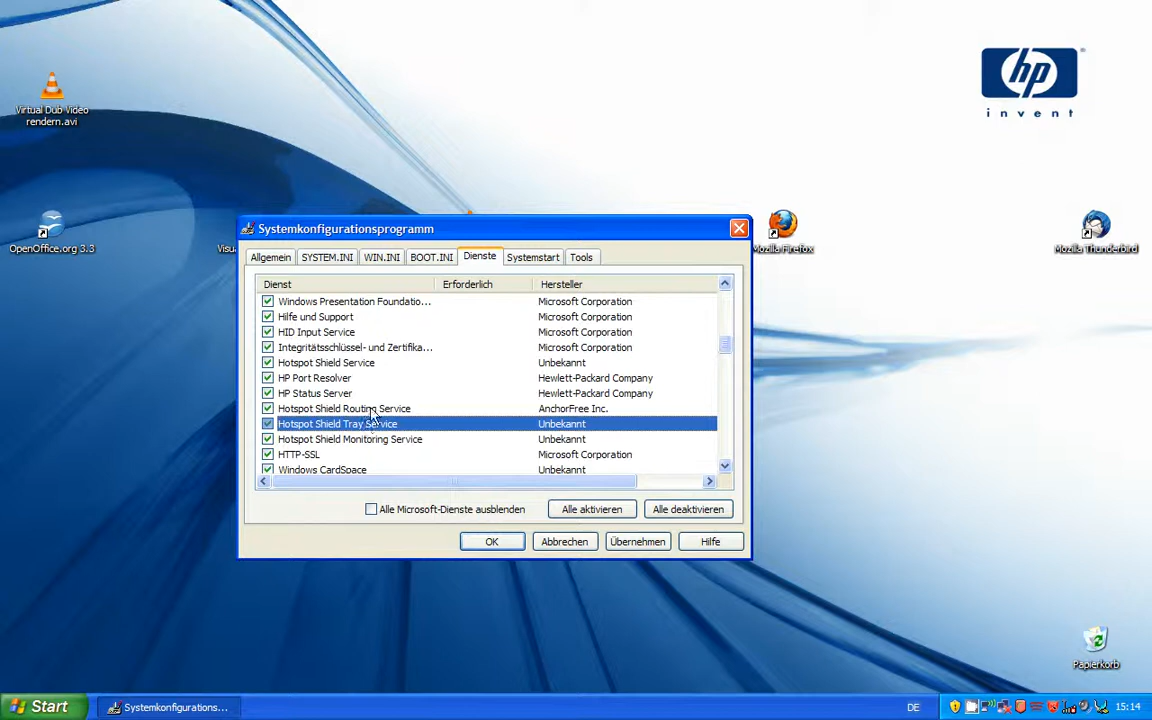 hp
invent
Virtual Dub Video
rendern.avi
OpenOffice.org 3.3
Visu
Mozilla Firefox
Mozilla Thunderbird
Systemkonfigurationsprogramm
Allgemein SYSTEM.INI WIN.INI BOOT.INI Dienste Systemstart Tools
Dienst Erforderlich Hersteller
Windows Presentation Foundatio... Microsoft Corporation
Hilfe und Support Microsoft Corporation
HID Input Service Microsoft Corporation
Integritätsschlüssel- und Zertifika... Microsoft Corporation
Hotspot Shield Service Unbekannt
HP Port Resolver Hewlett-Packard Company
HP Status Server Hewlett-Packard Company
Hotspot Shield Routing Service AnchorFree Inc.
Hotspot Shield Tray Service Unbekannt
Hotspot Shield Monitoring Service Unbekannt
HTTP-SSL Microsoft Corporation
Windows CardSpace Unbekannt
Alle Microsoft-Dienste ausblenden Alle aktivieren Alle deaktivieren
OK Abbrechen Übernehmen Hilfe
Papierkorb
Start Systemkonfigurations... DE 15:14